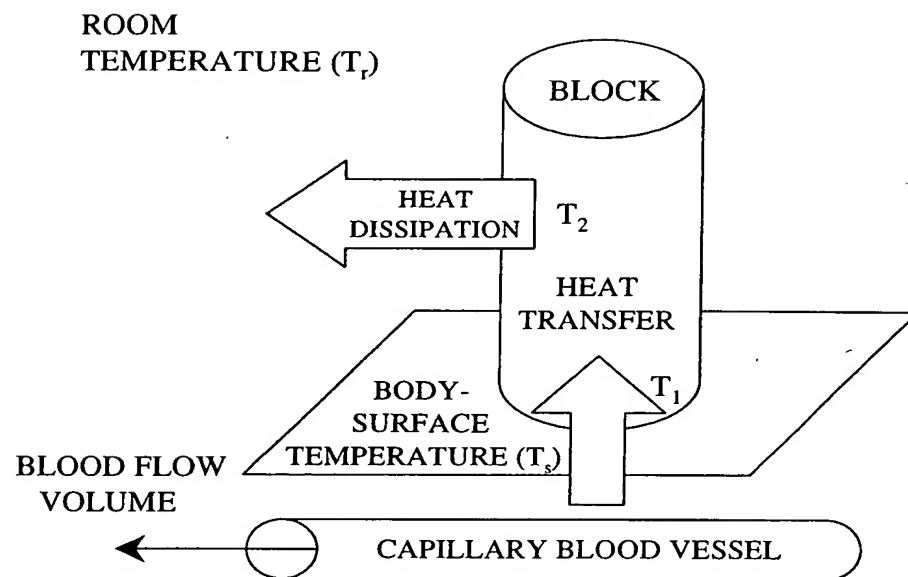 ROOM
TEMPERATURE (Tr)
BLOCK
HEAT
DISSIPATION
T2
HEAT
TRANSFER
T1
BODY-
SURFACE
TEMPERATURE (Ts)
BLOOD FLOW
VOLUME
CAPILLARY BLOOD VESSEL